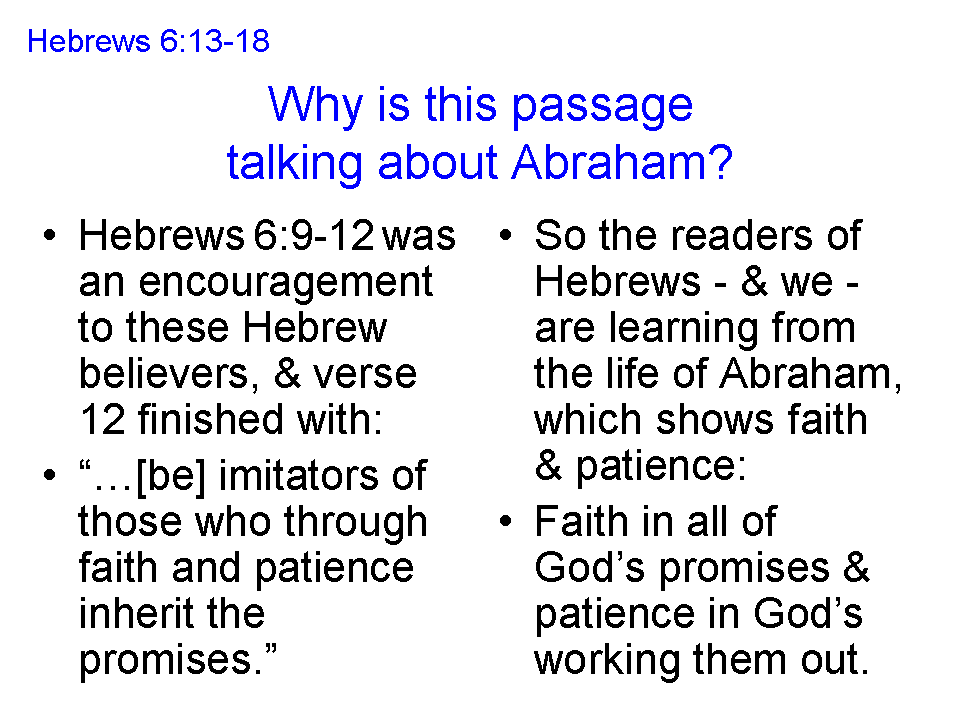 Hebrews 6:13-18
Why is this passage
talking about Abraham?
• Hebrews 6:9-12 was
an encouragement
to these Hebrew
believers, & verse
12 finished with:
• “…[be] imitators of
those who through
faith and patience
inherit the
promises.”
• So the readers of
Hebrews - & we -
are learning from
the life of Abraham,
which shows faith
& patience:
• Faith in all of
God’s promises &
patience in God’s
working them out.